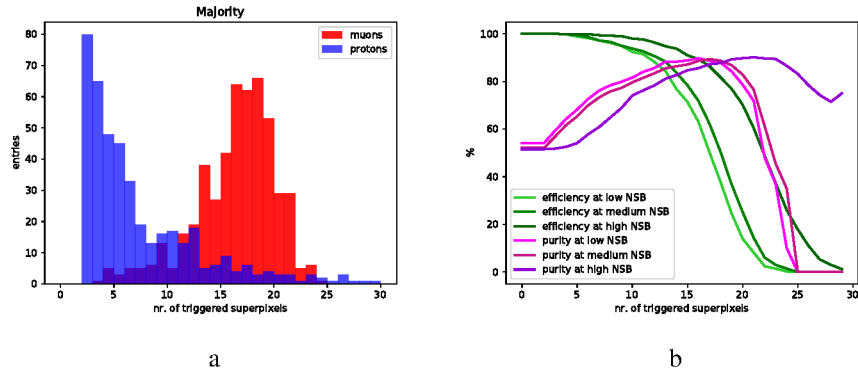 Majority
muons
protons
80
70
60
50
40
30
20
10
0
entries
0 5 10 15 20 25 30
nr. of triggered superpixels
a
100
80
60
40
20
0
%
efficiency at low NSB
efficiency at medium NSB
efficiency at high NSB
purity at low NSB
purity at medium NSB
purity at high NSB
0 5 10 15 20 25 30
nr. of triggered superpixels
b